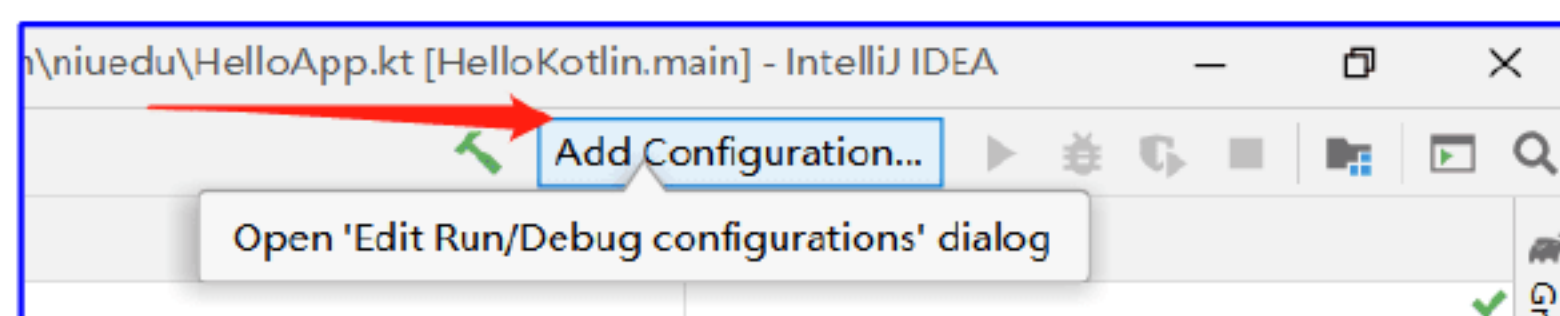 \niuedu\HelloApp.kt [HelloKotlin.main] - IntelliJ IDEA
Add Configuration...
Open 'Edit Run/Debug configurations' dialog